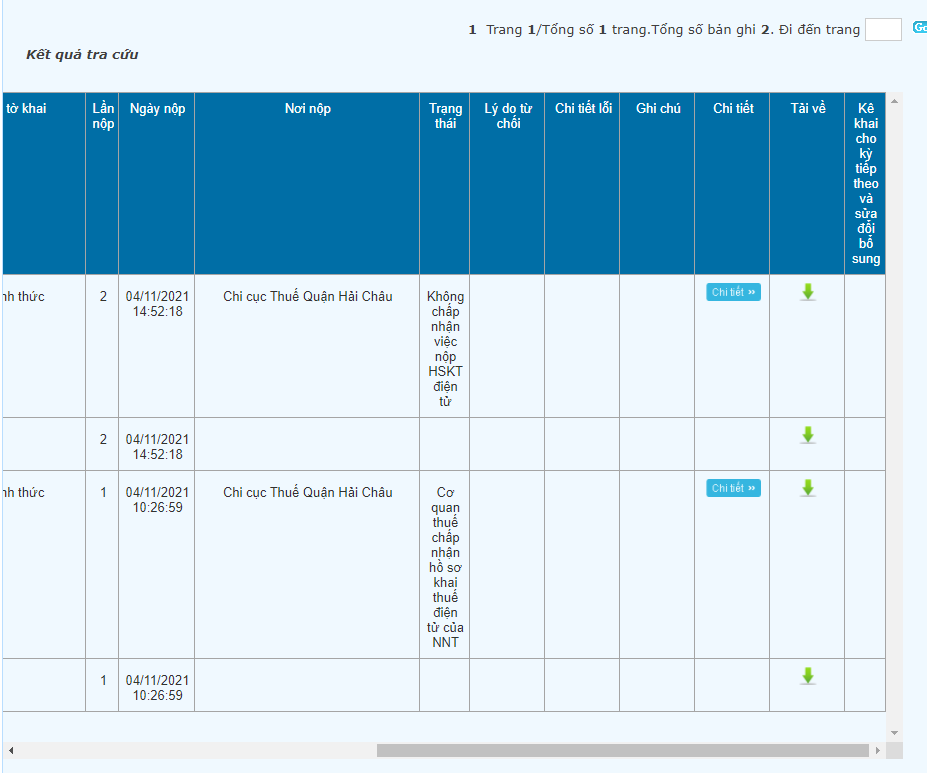 1 Trang 1/Tổng số 1 trang.Tổng số bản ghi 2. Đi đến trang
Kết quả tra cứu
tờ khai
Lần nộp
Ngày nộp
Nơi nộp
Trạng thái
Lý do từ chối
Chi tiết lỗi
Ghi chú
Chi tiết
Tải về
Kê khai cho kỳ tiếp theo và sửa đổi bổ sung
nh thức
2
04/11/2021
14:52:18
Chi cục Thuế Quận Hải Châu
Không
chấp
nhận
việc
nộp
HSKT
điện
tử
Chi tiết »
2
04/11/2021
14:52:18
nh thức
1
04/11/2021
10:26:59
Chi cục Thuế Quận Hải Châu
Cơ
quan
thuế
chấp
nhận
hồ sơ
khai
thuế
điện
tử của
NNT
Chi tiết »
1
04/11/2021
10:26:59